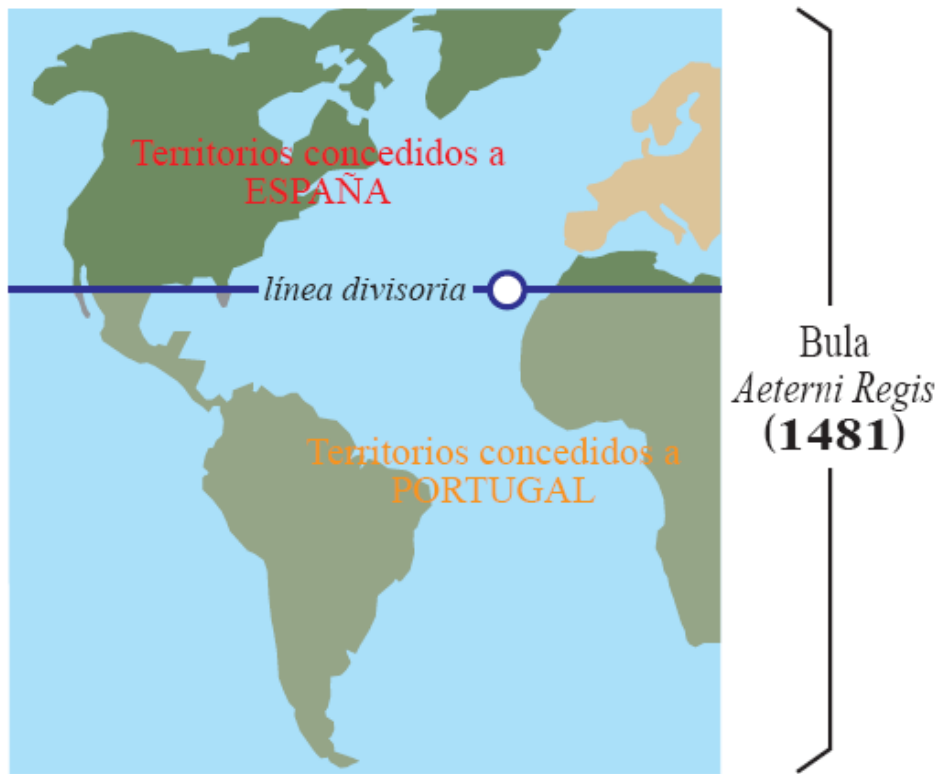 Territorios concedidos a
ESPAÑA
línea divisoria
Territorios concedidos a
PORTUGAL
Bula
Aeterni Regis
(1481)